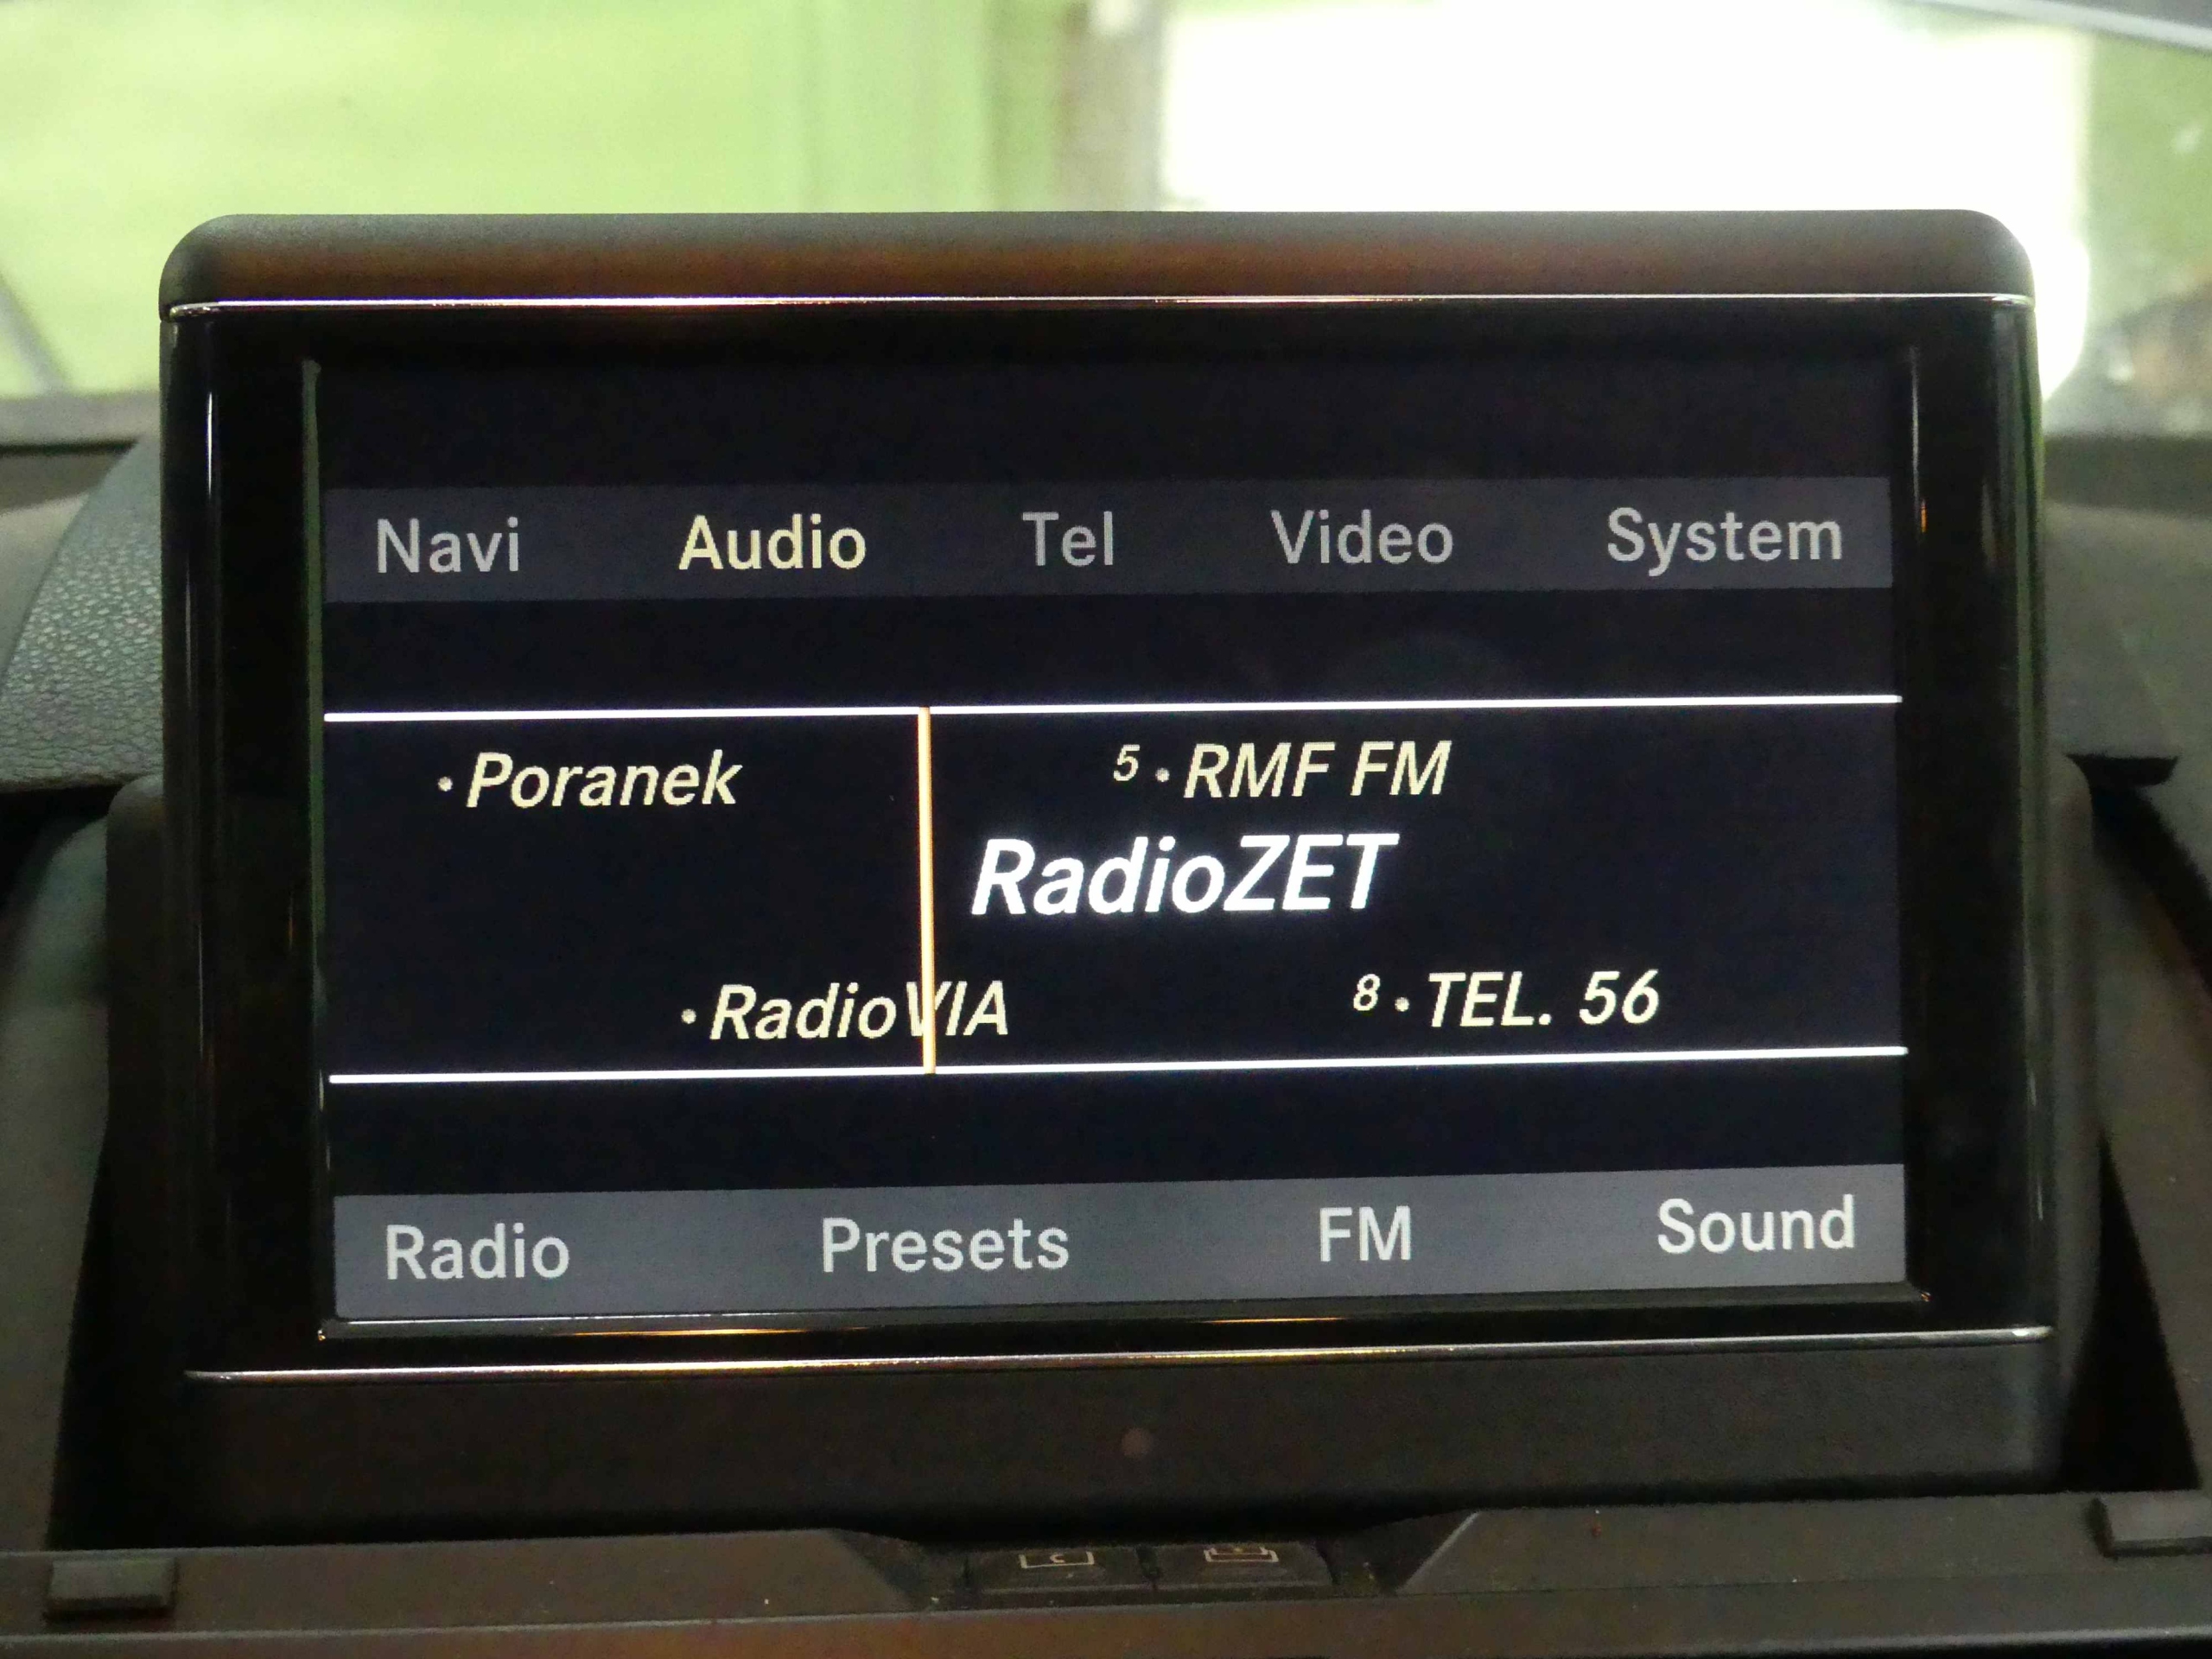 Navi Audio Tel Video System
·Poranek 5·RMF FM
RadioZET
·RadioVIA 8·TEL. 56
Radio Presets FM Sound